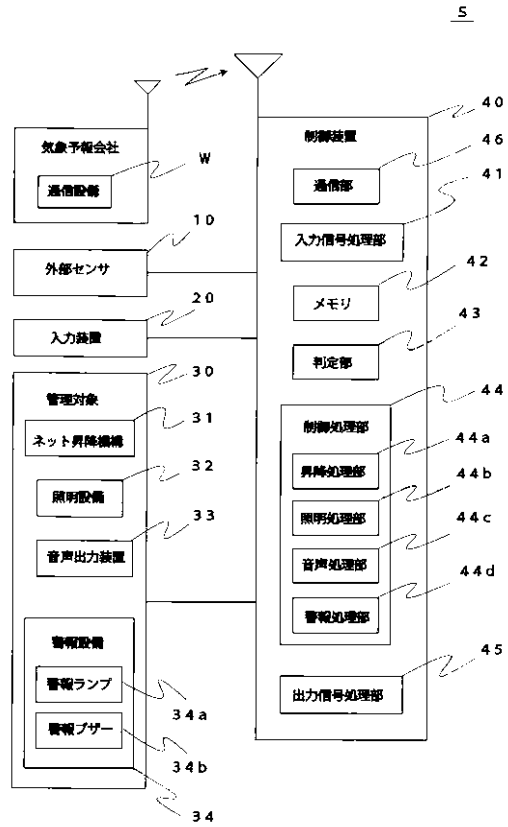 S
気象予報会社
通信設備
W
外部センサ
10
入力装置
20
管理対象
30
ネット昇降機構
31
照明設備
32
音声出力装置
33
警報設備
警報ランプ
34a
警報ブザー
34b
34
制御装置
40
通信部
46
入力信号処理部
41
メモリ
42
判定部
43
制御処理部
44
昇降処理部
44a
照明処理部
44b
音声処理部
44c
警報処理部
44d
出力信号処理部
45